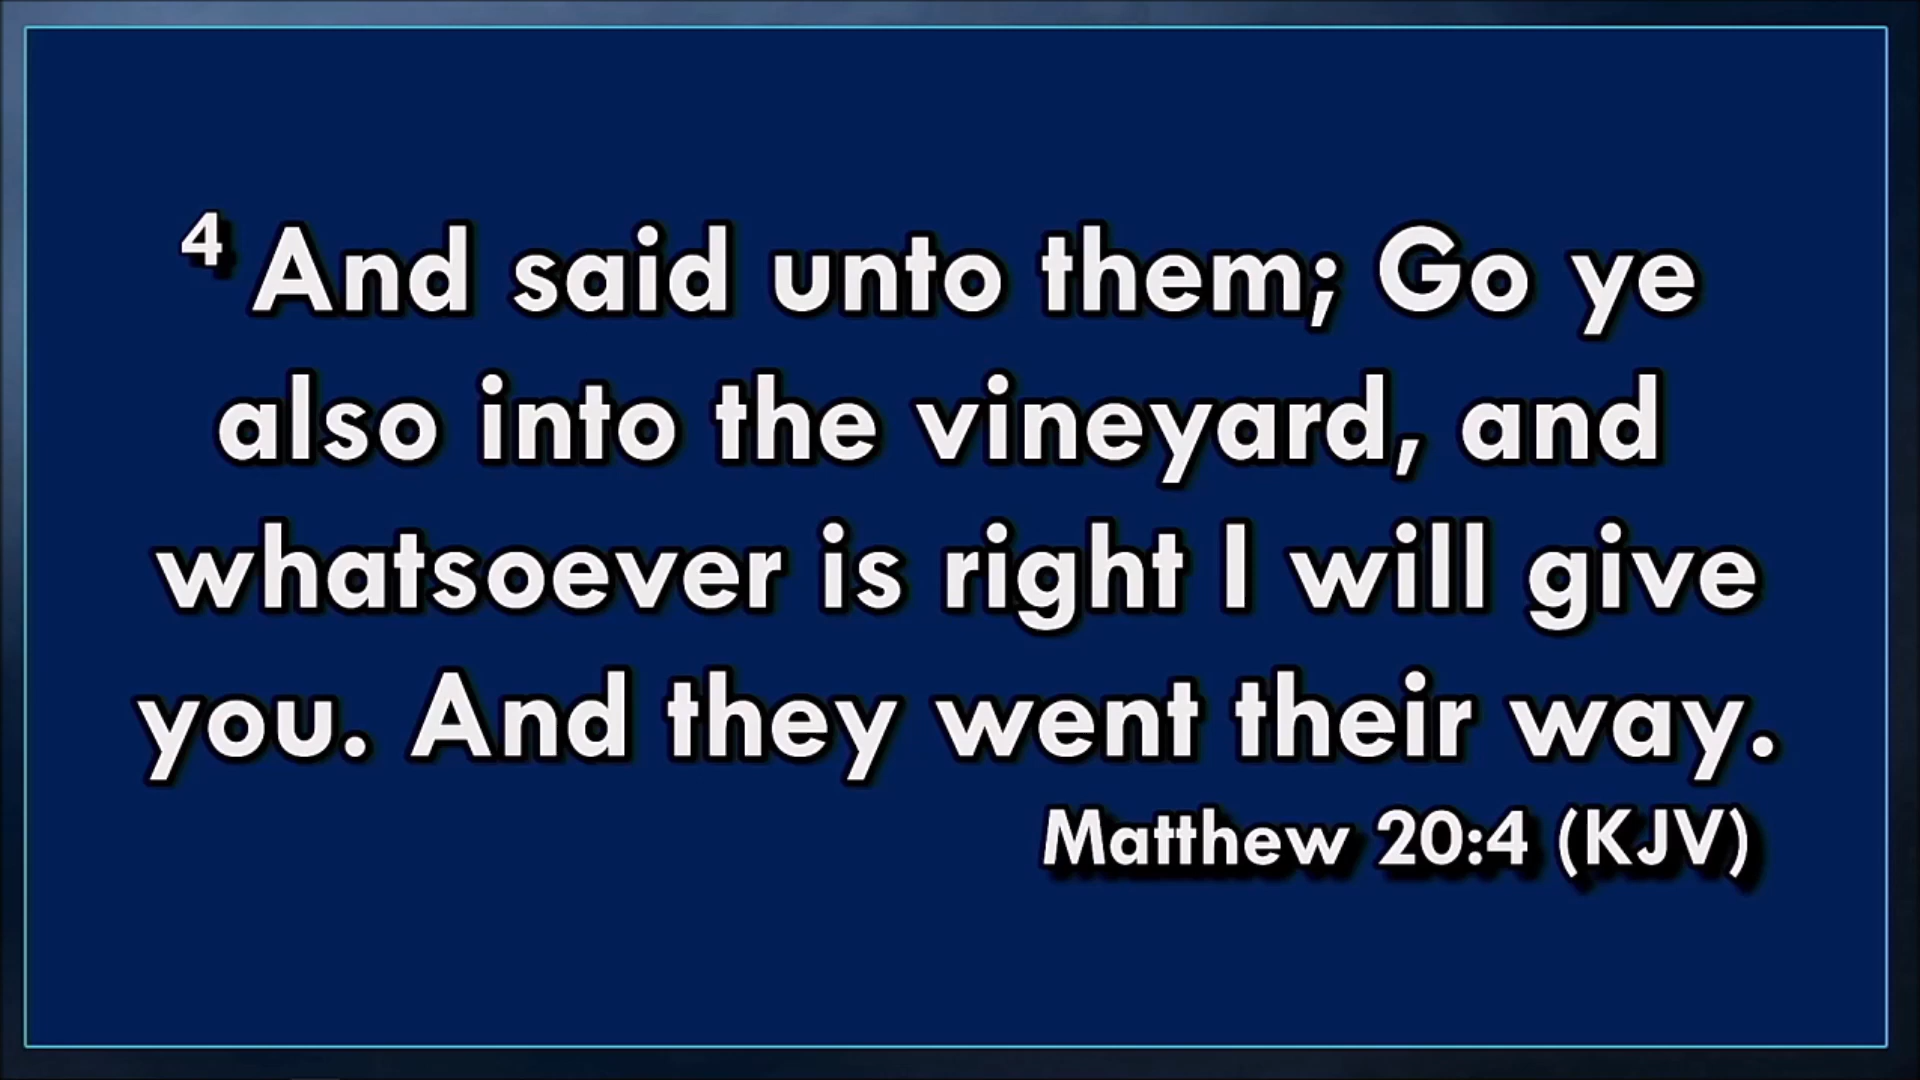 4 And said unto them; Go ye
also into the vineyard, and
whatsoever is right I will give
you. And they went their way.
Matthew 20:4 (KJV)